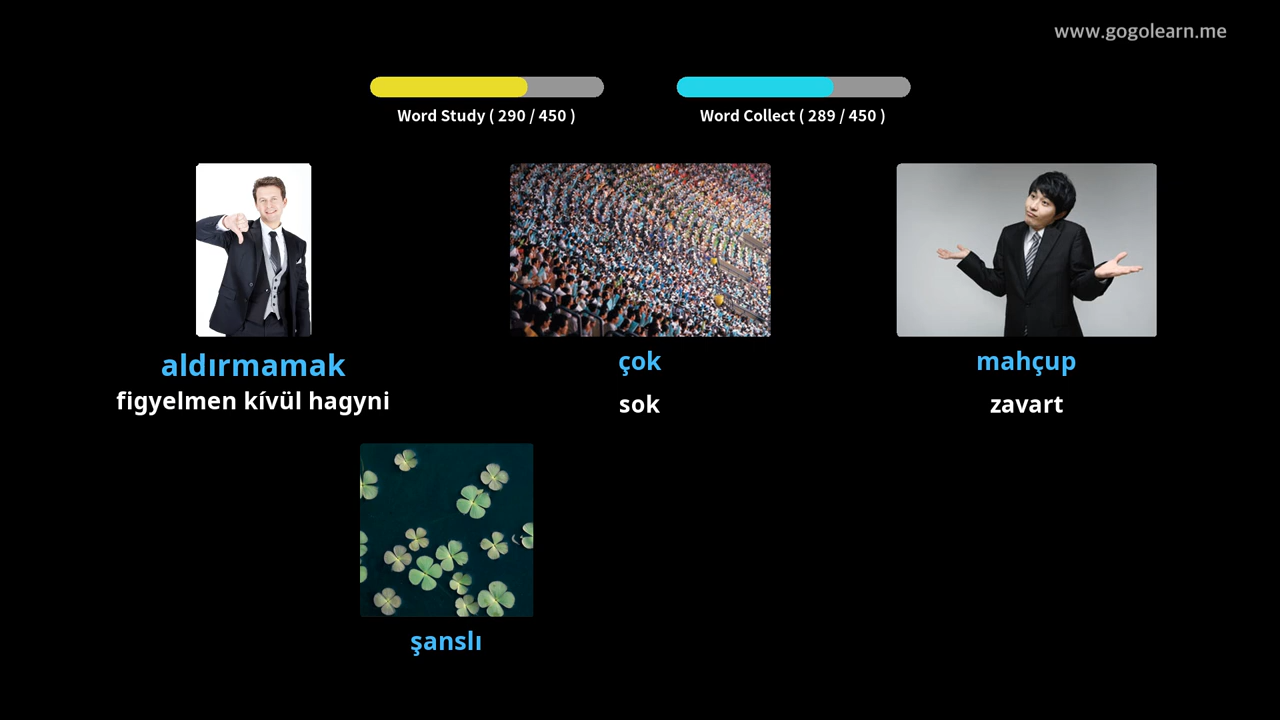 www.gogolearn.me
Word Study ( 290 / 450 )
Word Collect ( 289 / 450 )
aldırmamak
figyelmen kívül hagyni
çok
sok
mahçup
zavart
şanslı